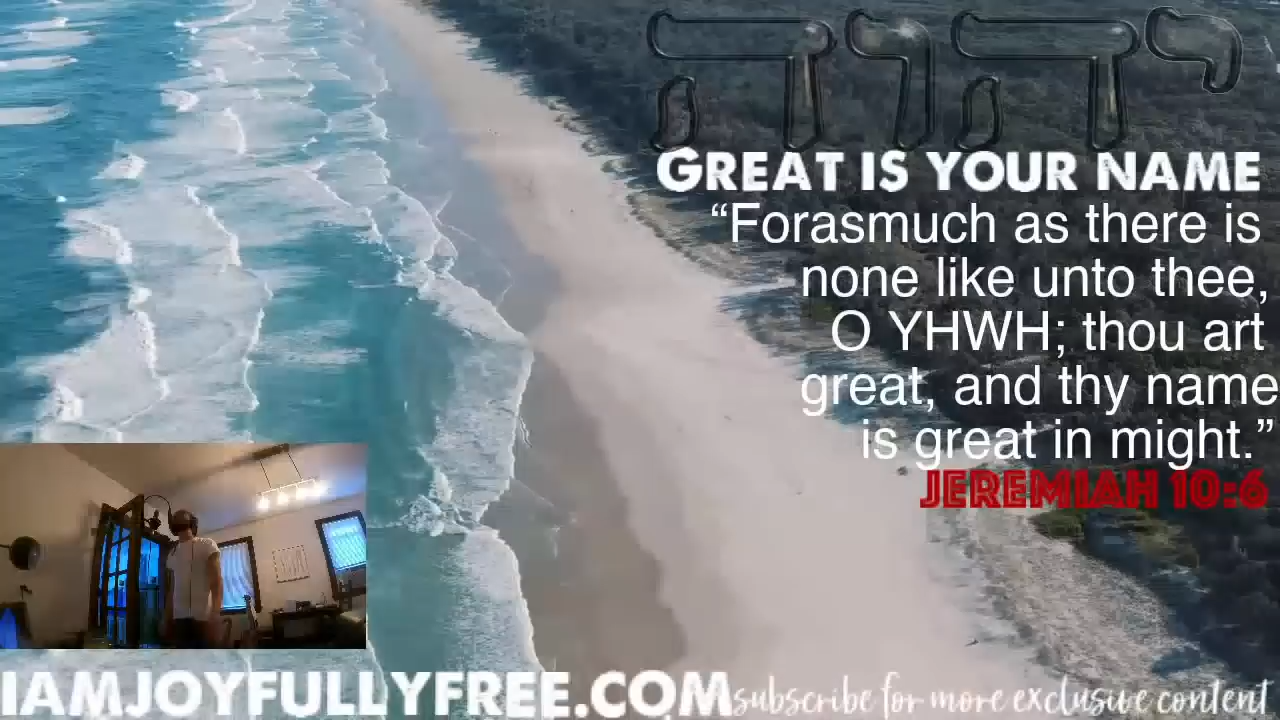 יהוה
GREAT IS YOUR NAME
“Forasmuch as there is
none like unto thee,
O YHWH; thou art
great, and thy name
is great in might.”
JEREMIAH 10:6
IAMJOYFULLYFREE.COM subscribe for more exclusive content